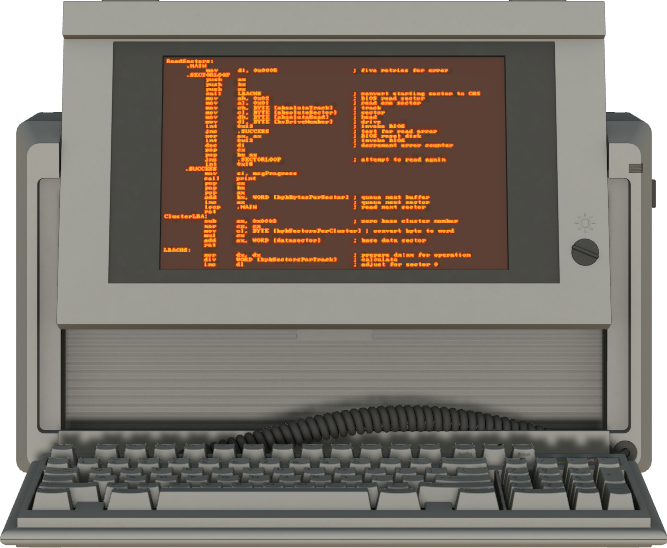 ReadSectors:
.MAIN
mov di, 0x0005 ; five retries for error
.SECTORLOOP
push ax
push bx
push cx
call LBACHS ; convert starting sector to CHS
mov ah, 0x02 ; BIOS read sector
mov al, 0x01 ; read one sector
mov ch, BYTE [absoluteTrack] ; track
mov cl, BYTE [absoluteSector] ; sector
mov dh, BYTE [absoluteHead] ; head
mov dl, BYTE [bsDriveNumber] ; drive
int 0x13 ; invoke BIOS
jnc .SUCCESS ; test for read error
xor ax, ax ; BIOS reset disk
int 0x13 ; invoke BIOS
dec di ; decrement error counter
pop cx
pop bx
pop ax
jnz .SECTORLOOP ; attempt to read again
int 0x18
.SUCCESS
mov si, msgProgress
call print
pop cx
pop bx
pop ax
add bx, WORD [bpbBytesPerSector] ; queue next buffer
inc ax ; queue next sector
loop .MAIN ; read next sector
ret
ClusterLBA:
sub ax, 0x0002 ; zero base cluster number
xor cx, cx
mov cl, BYTE [bpbSectorsPerCluster] ; convert byte to word
mul cx
add ax, WORD [datasector] ; base data sector
ret
LBACHS:
xor dx, dx ; prepare dx:ax for operation
div WORD [bpbSectorsPerTrack] ; calculate
inc dl ; adjust for sector 0